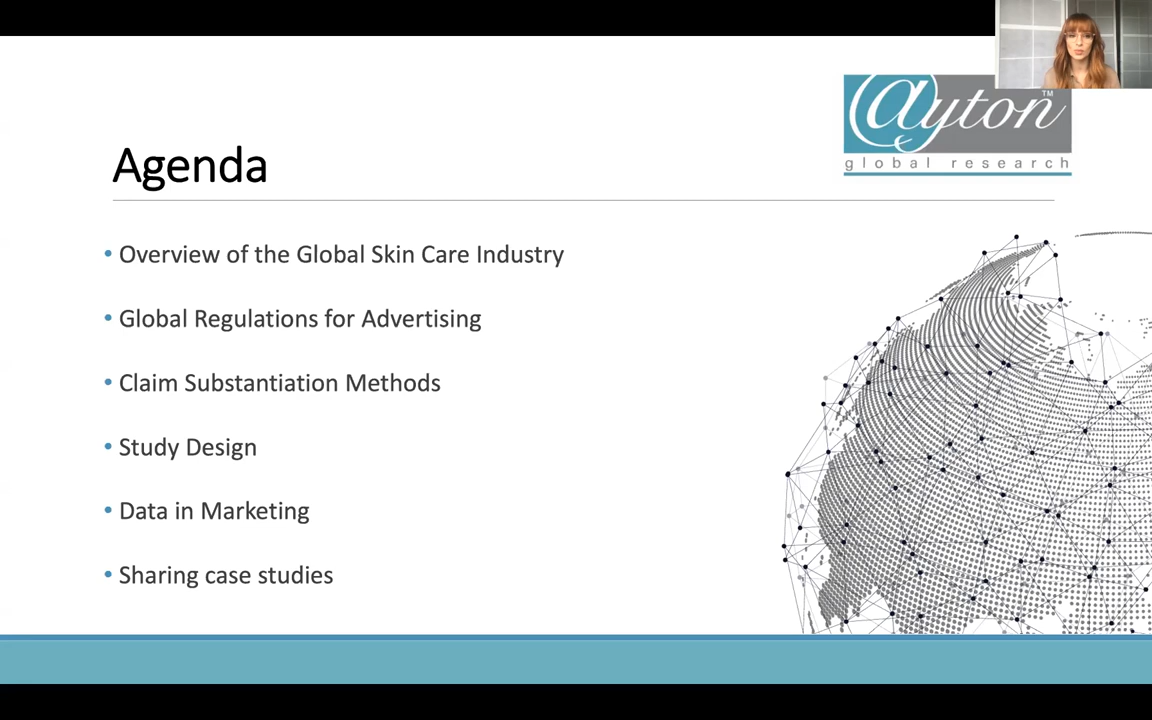 @yton™
global research
Agenda
• Overview of the Global Skin Care Industry
• Global Regulations for Advertising
• Claim Substantiation Methods
• Study Design
• Data in Marketing
• Sharing case studies